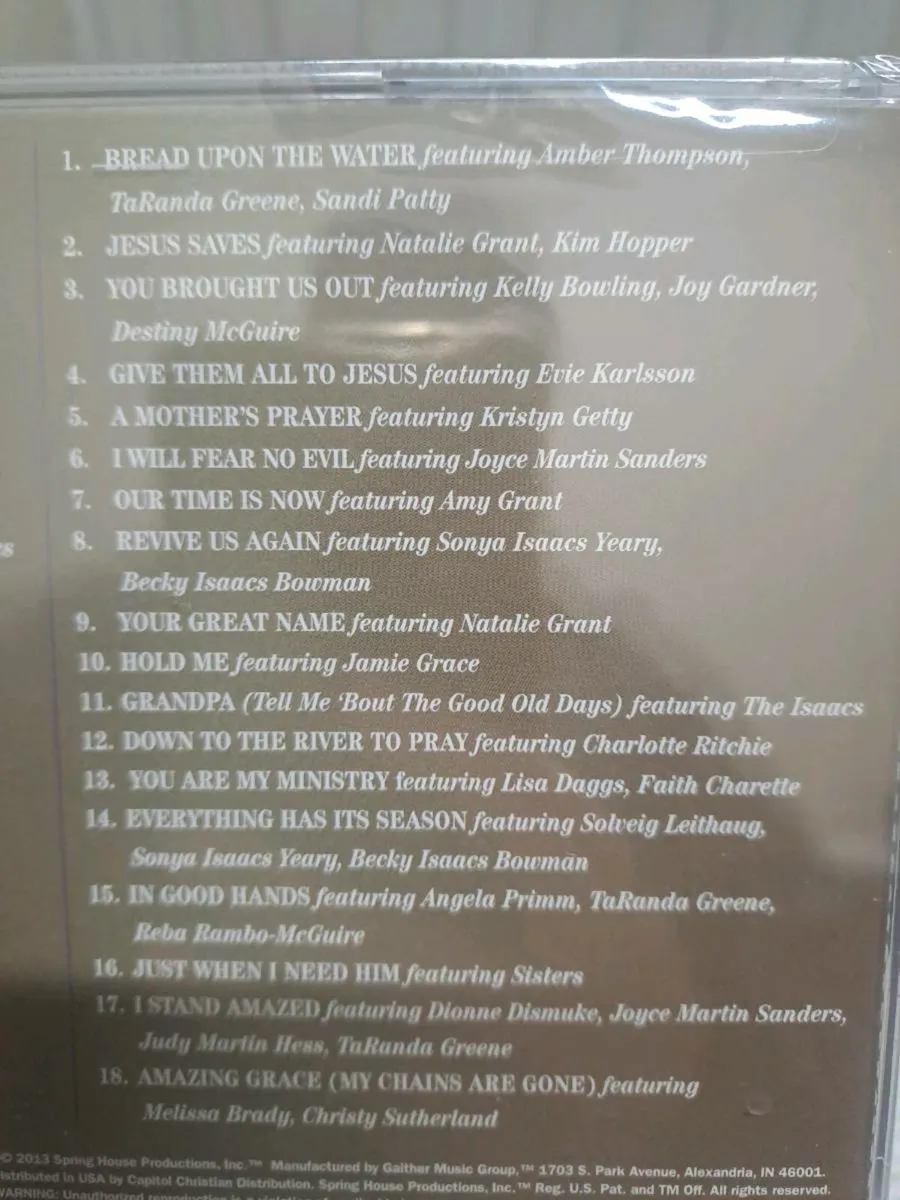 1. BREAD UPON THE WATER featuring Amber Thompson,
TaRanda Greene, Sandi Patty
2. JESUS SAVES featuring Natalie Grant, Kim Hopper
3. YOU BROUGHT US OUT featuring Kelly Bowling, Joy Gardner,
Destiny McGuire
4. GIVE THEM ALL TO JESUS featuring Evie Karlsson
5. A MOTHER'S PRAYER featuring Kristyn Getty
6. I WILL FEAR NO EVIL featuring Joyce Martin Sanders
7. OUR TIME IS NOW featuring Amy Grant
8. REVIVE US AGAIN featuring Sonya Isaacs Yeary,
Becky Isaacs Bowman
9. YOUR GREAT NAME featuring Natalie Grant
10. HOLD ME featuring Jamie Grace
11. GRANDPA (Tell Me 'Bout The Good Old Days) featuring The Isaacs
12. DOWN TO THE RIVER TO PRAY featuring Charlotte Ritchie
13. YOU ARE MY MINISTRY featuring Lisa Daggs, Faith Charette
14. EVERYTHING HAS ITS SEASON featuring Solveig Leithaug,
Sonya Isaacs Yeary, Becky Isaacs Bowman
15. IN GOOD HANDS featuring Angela Primm, TaRanda Greene,
Reba Rambo-McGuire
16. JUST WHEN I NEED HIM featuring Sisters
17. I STAND AMAZED featuring Dionne Dismuke, Joyce Martin Sanders,
Judy Martin Hess, TaRanda Greene
18. AMAZING GRACE (MY CHAINS ARE GONE) featuring
Melissa Brady, Christy Sutherland
© 2013 Spring House Productions, Inc.™ Manufactured by Gaither Music Group,™ 1703 S. Park Avenue, Alexandria, IN 46001.
Distributed in USA by Capitol Christian Distribution. Spring House Productions, Inc.™ Reg. U.S. Pat. and TM Off. All rights reserved.
WARNING: Unauthorized reproduction